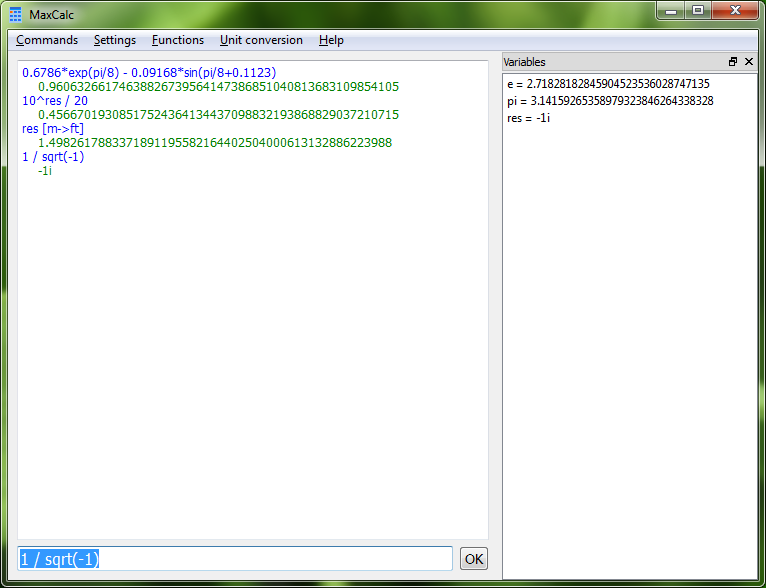 MaxCalc
Commands Settings Functions Unit conversion Help
0.6786*exp(pi/8) - 0.09168*sin(pi/8+0.1123)
0.96063266174638826739564147386851040813683109854105
10^res / 20
0.45667019308517524364134437098832193868829037210715
res [m->ft]
1.4982617883371891195582164402504000613132886223988
1 / sqrt(-1)
-1i
Variables
e = 2.71828182845904523536028747135
pi = 3.14159265358979323846264338328
res = -1i
1 / sqrt(-1)
OK